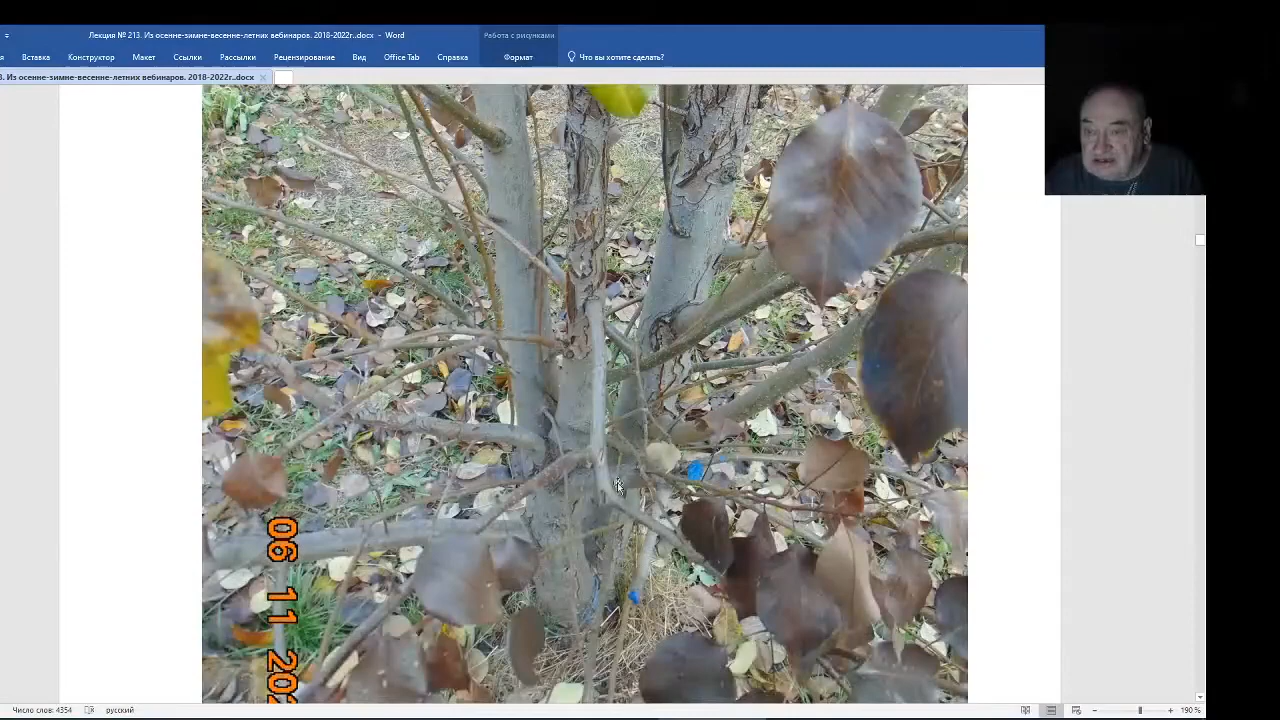 Лекция № 213. Из осенне-зимне-весенне-летних вебинаров. 2018-2022г..docx - Word
Работа с рисунками
Вставка Конструктор Макет Ссылки Рассылки Рецензирование Вид Office Tab Справка Формат Что вы хотите сделать?
3. Из осенне-зимне-весенне-летних вебинаров. 2018-2022г..docx
06 11 202
Число слов: 4354 русский 190 %